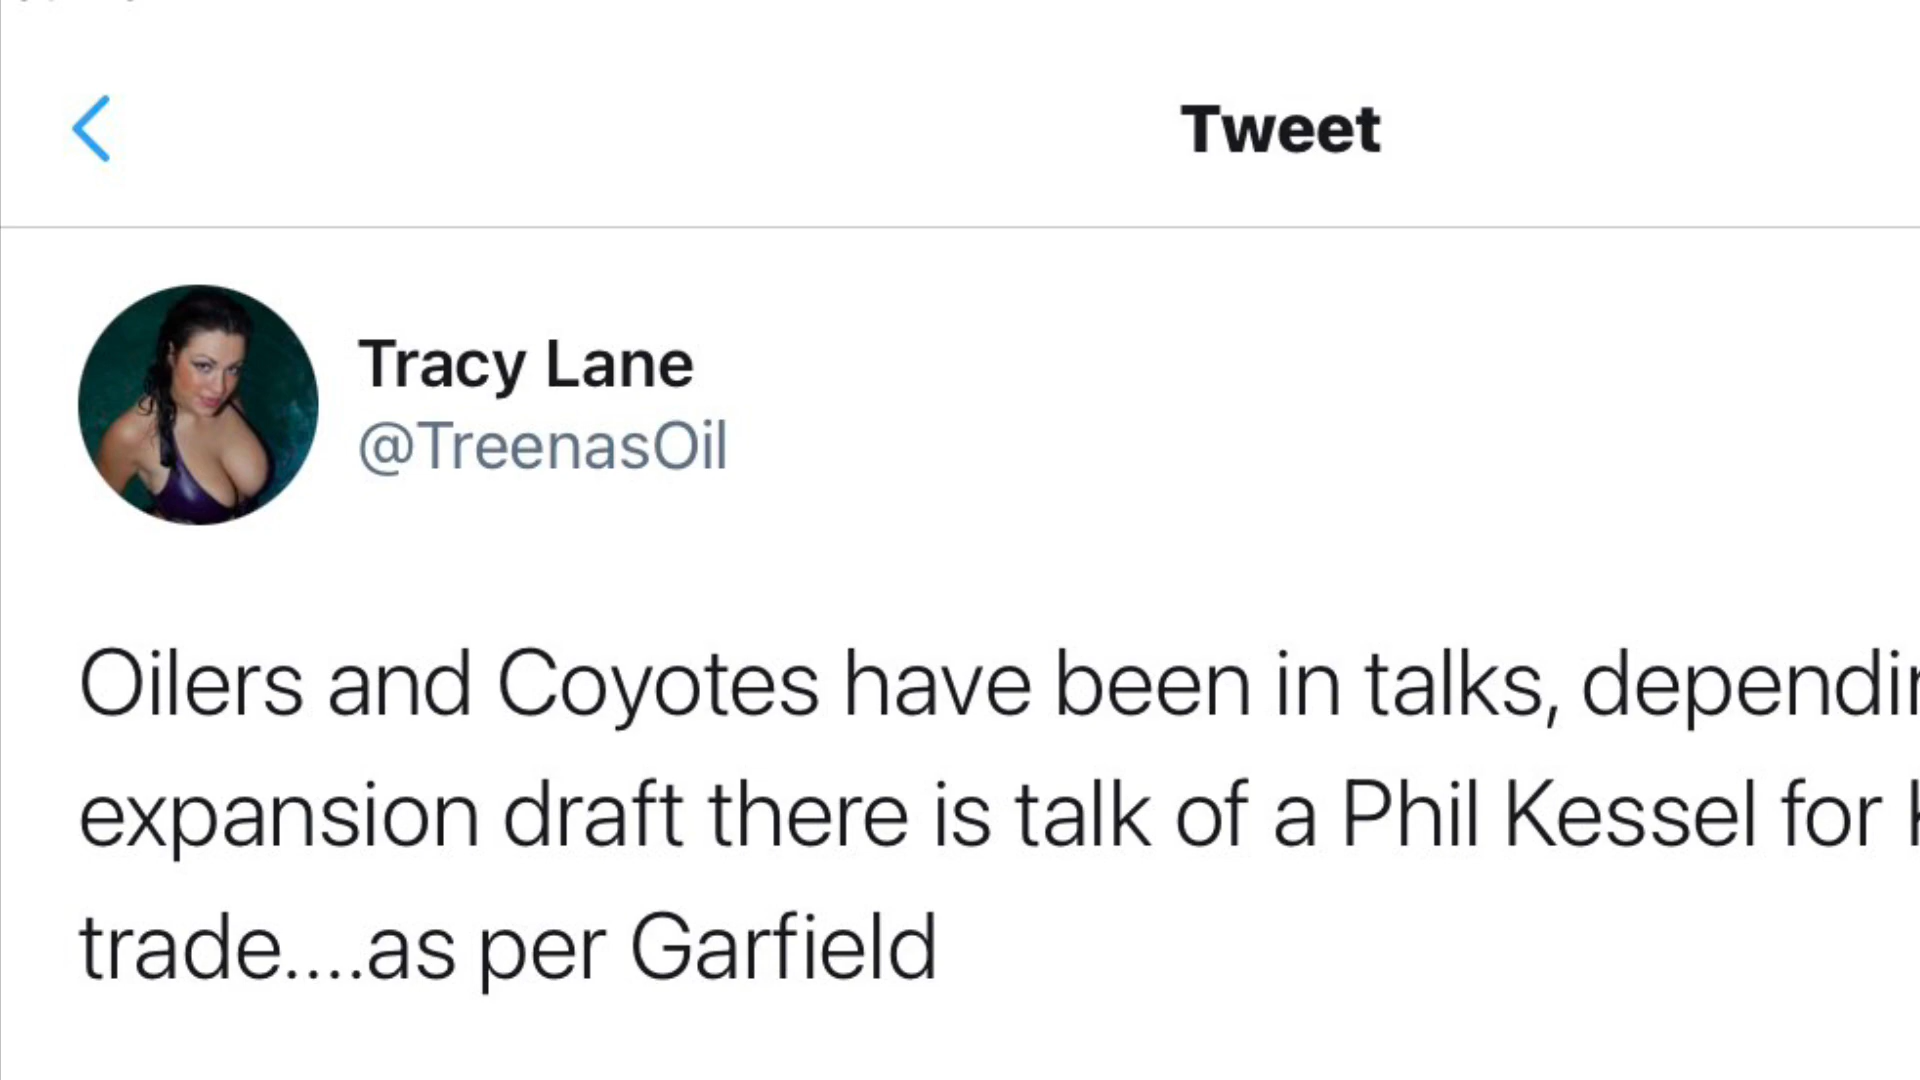 Tweet
Tracy Lane
@TreenasOil
Oilers and Coyotes have been in talks,
expansion draft there is talk of a Phil Kessel for
trade....as per Garfield